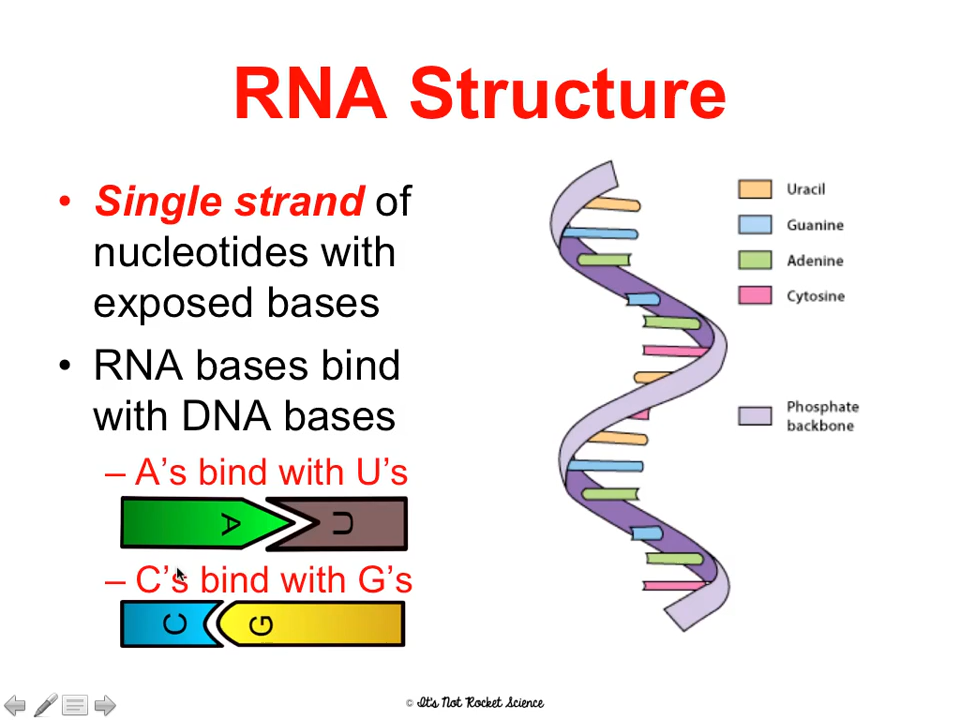 RNA Structure
• Single strand of
nucleotides with
exposed bases
• RNA bases bind
with DNA bases
– A’s bind with U’s
A U
– C’s bind with G’s
C G
Uracil
Guanine
Adenine
Cytosine
Phosphate
backbone
© It's Not Rocket Science